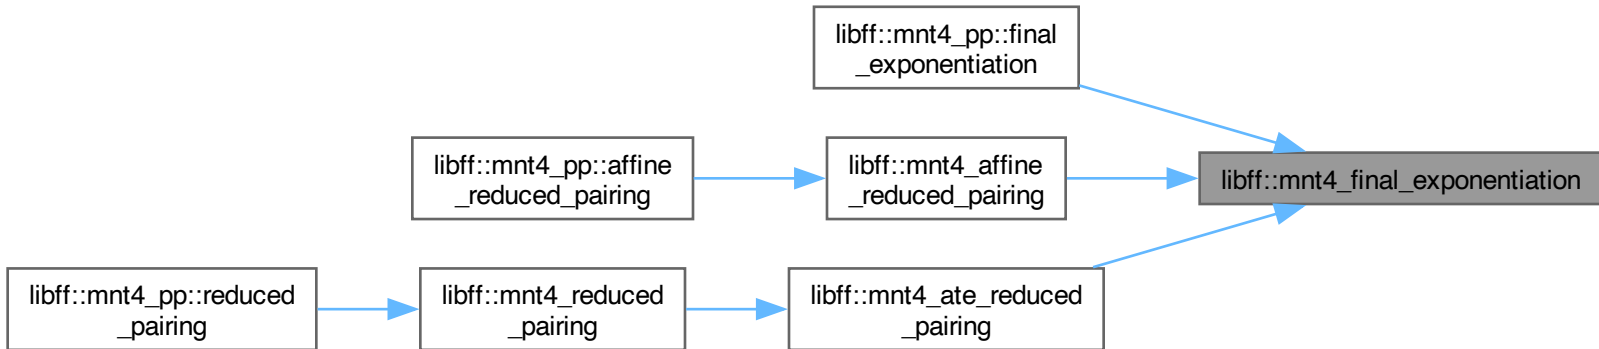 libff::mnt4_pp::final
_exponentiation
libff::mnt4_pp::affine
_reduced_pairing
libff::mnt4_affine
_reduced_pairing
libff::mnt4_final_exponentiation
libff::mnt4_pp::reduced
_pairing
libff::mnt4_reduced
_pairing
libff::mnt4_ate_reduced
_pairing